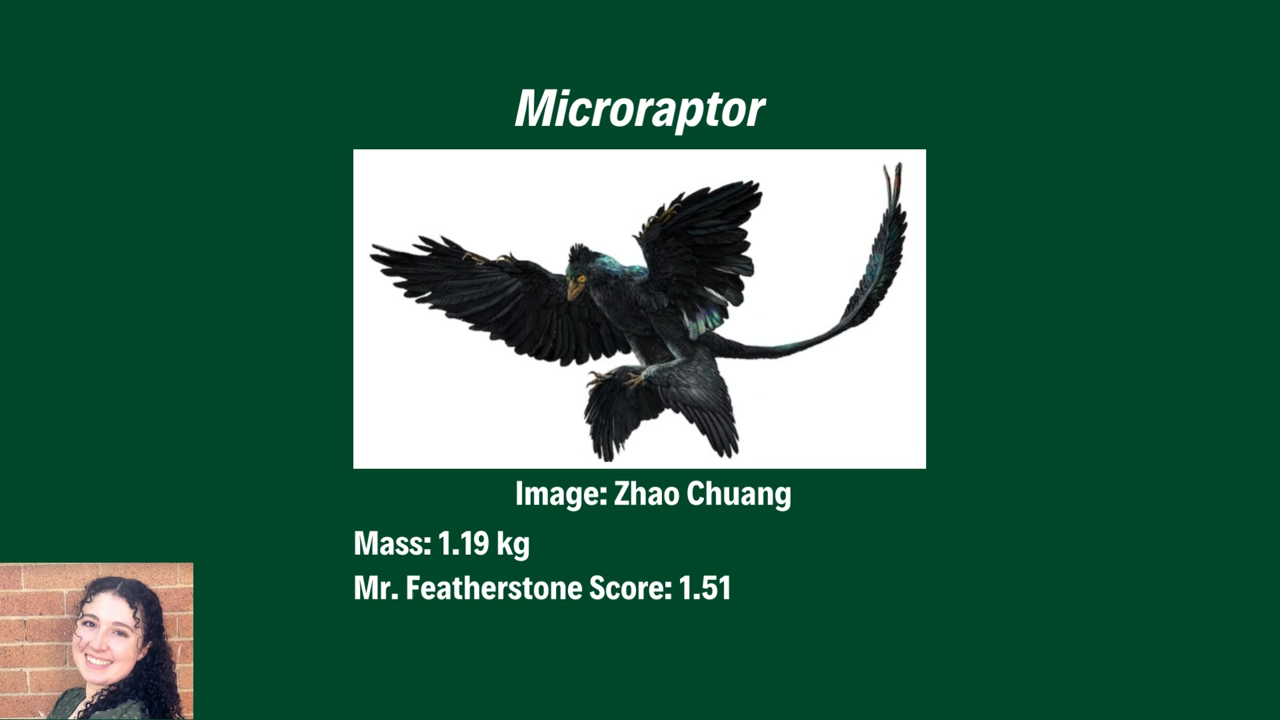 Microraptor
Image: Zhao Chuang
Mass: 1.19 kg
Mr. Featherstone Score: 1.51